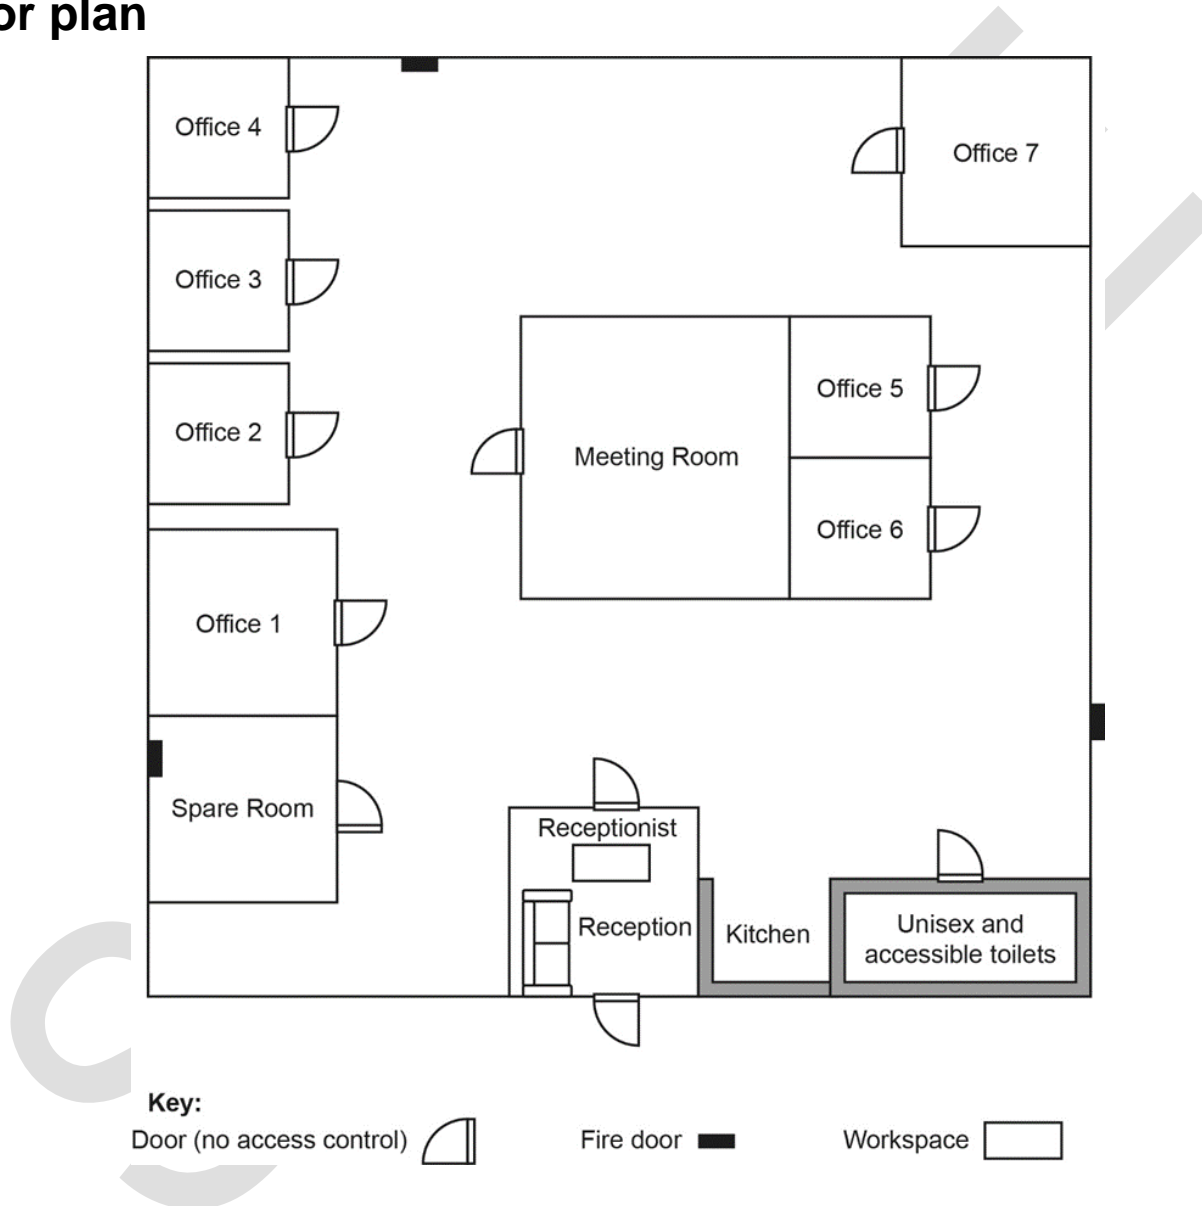 or plan
Office 4
Office 7
Office 3
Office 5
Office 2
Meeting Room
Office 6
Office 1
Spare Room
Receptionist
Reception
Kitchen
Unisex and
accessible toilets
Key:
Door (no access control)
Fire door
Workspace